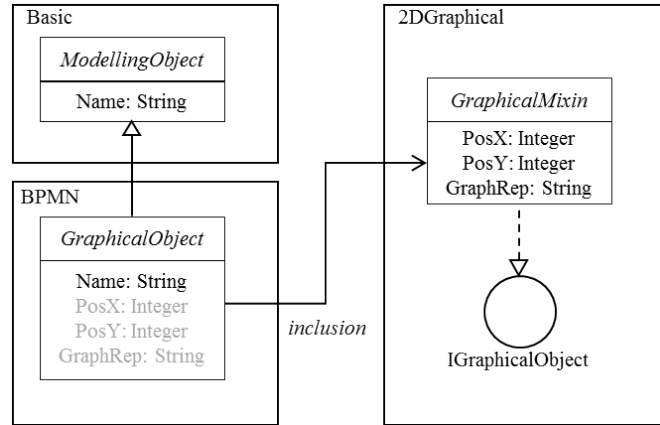 Basic
ModellingObject
Name: String
BPMN
GraphicalObject
Name: String
PosX: Integer
PosY: Integer
GraphRep: String
inclusion
2DGraphical
GraphicalMixin
PosX: Integer
PosY: Integer
GraphRep: String
IGraphicalObject